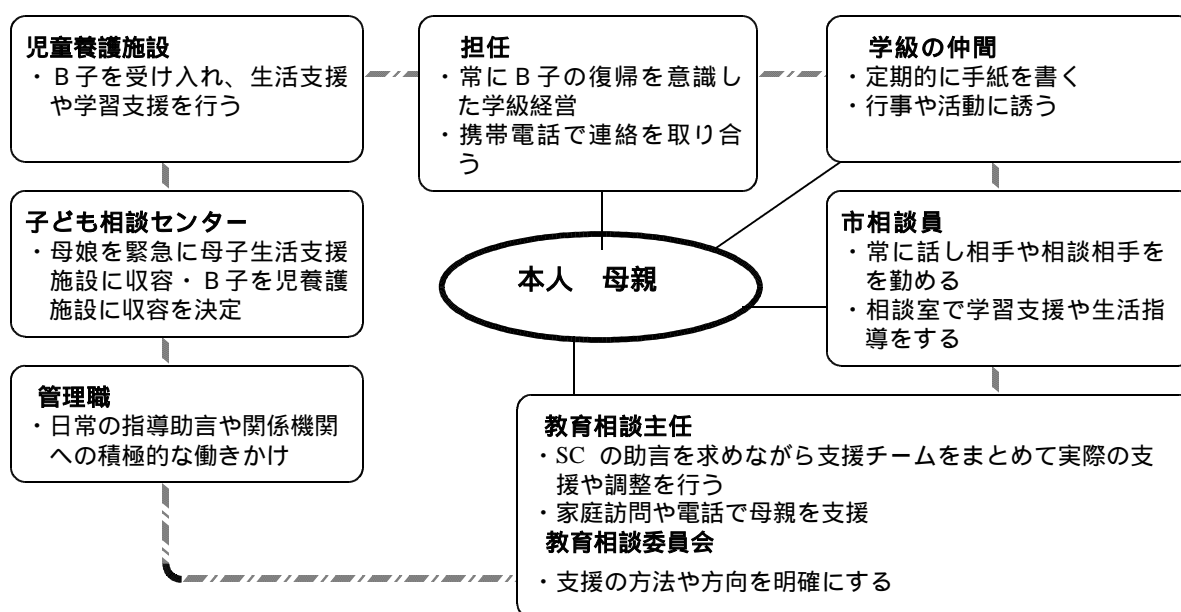 児童養護施設
・Ｂ子を受け入れ、生活支援
や学習支援を行う
担任
・常にＢ子の復帰を意識し
た学級経営
・携帯電話で連絡を取り合
う
学級の仲間
・定期的に手紙を書く
・行事や活動に誘う
子ども相談センター
・母娘を緊急に母子生活支援
施設に収容・Ｂ子を児養護
施設に収容を決定
本人　母親
市相談員
・常に話し相手や相談相手を
を勤める
・相談室で学習支援や生活指
導をする
管理職
・日常の指導助言や関係機関
への積極的な働きかけ
教育相談主任
・SC の助言を求めながら支援チームをまとめて実際の支
援や調整を行う
・家庭訪問や電話で母親を支援
教育相談委員会
・支援の方法や方向を明確にする